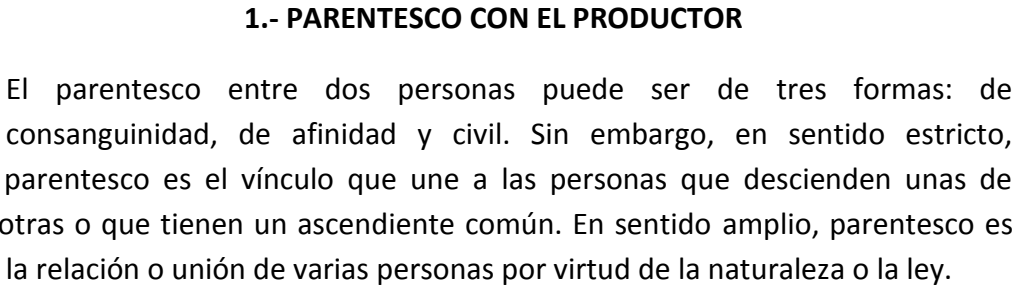 1.- PARENTESCO CON EL PRODUCTOR
El parentesco entre dos personas puede ser de tres formas: de
consanguinidad, de afinidad y civil. Sin embargo, en sentido estricto,
parentesco es el vínculo que une a las personas que descienden unas de
otras o que tienen un ascendiente común. En sentido amplio, parentesco es
la relación o unión de varias personas por virtud de la naturaleza o la ley.